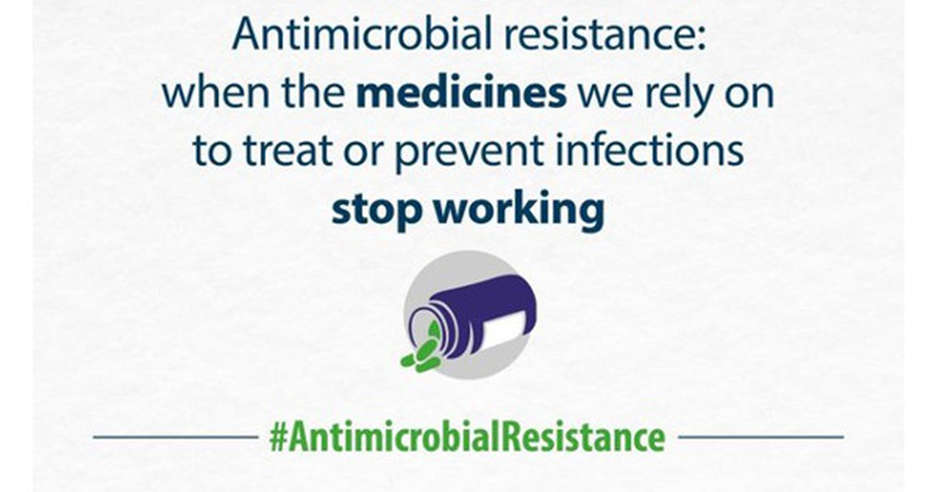 Antimicrobial resistance:
when the medicines we rely on
to treat or prevent infections
stop working
#AntimicrobialResistance